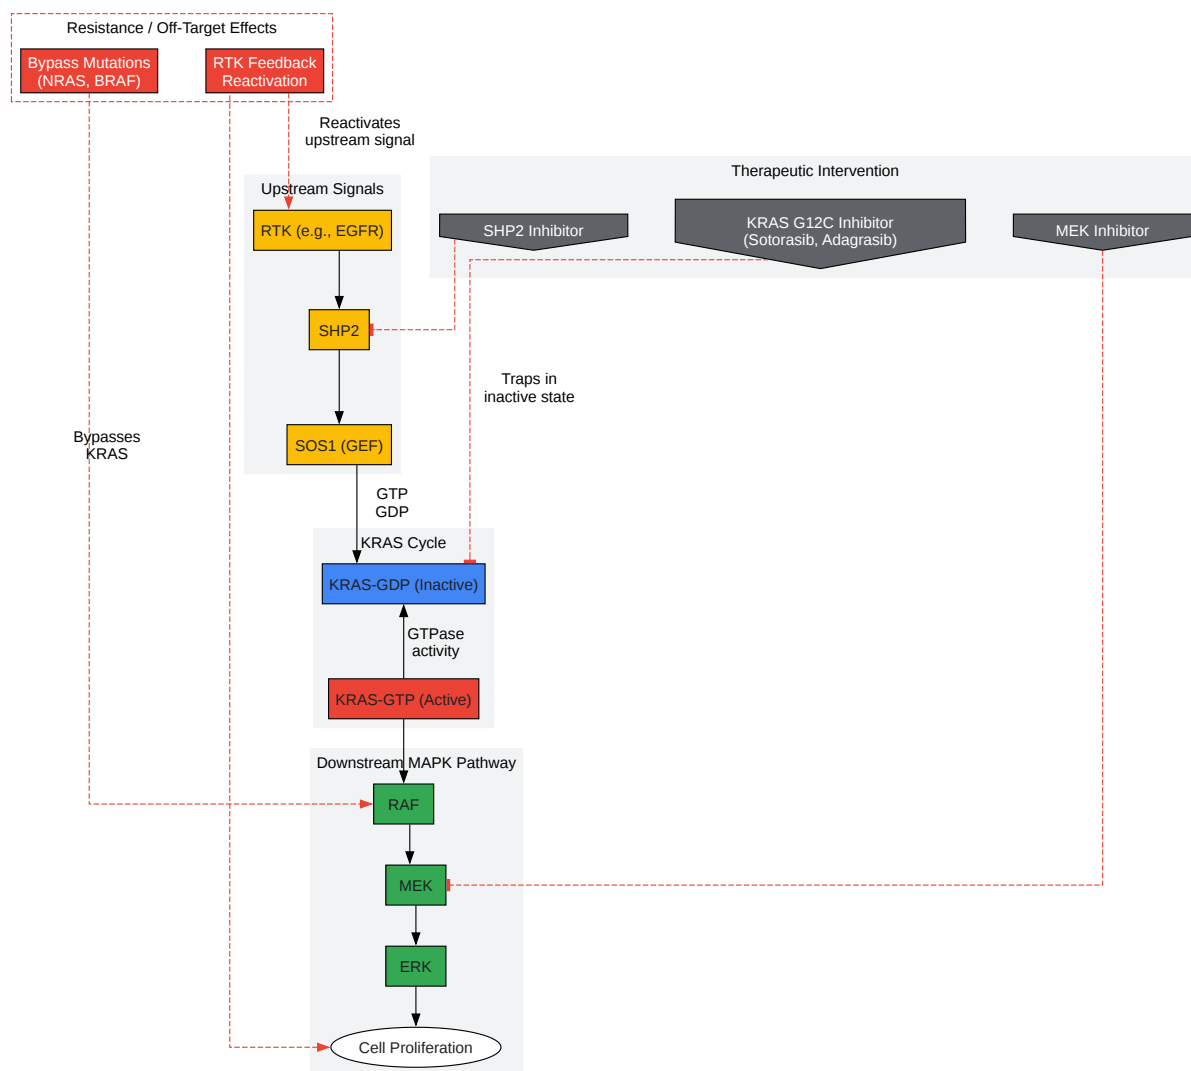 Resistance / Off-Target Effects
Bypass Mutations
(NRAS, BRAF)
RTK Feedback
Reactivation
Reactivates
upstream signal
Therapeutic Intervention
Upstream Signals
RTK (e.g., EGFR)
SHP2 Inhibitor
KRAS G12C Inhibitor
(Sotorasib, Adagrasib)
MEK Inhibitor
SHP2
Traps in
inactive state
SOS1 (GEF)
Bypasses
KRAS
GTP
GDP
KRAS Cycle
KRAS-GDP (Inactive)
GTPase
activity
KRAS-GTP (Active)
Downstream MAPK Pathway
RAF
MEK
ERK
Cell Proliferation